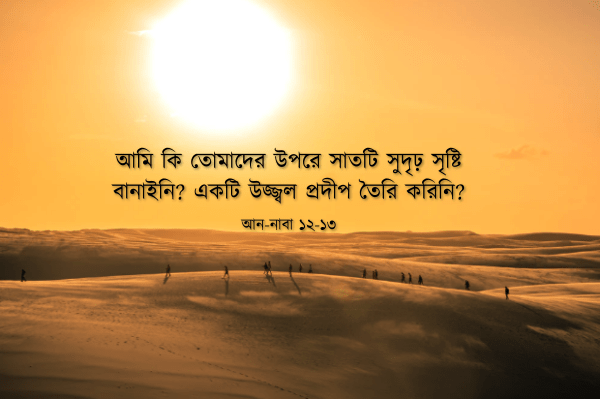 আমি কি তোমাদের উপরে সাতটি সুদৃঢ় সৃষ্টি
বানাইনি? একটি উজ্জ্বল প্রদীপ তৈরি করিনি?
আন-নাবা ১২-১৩